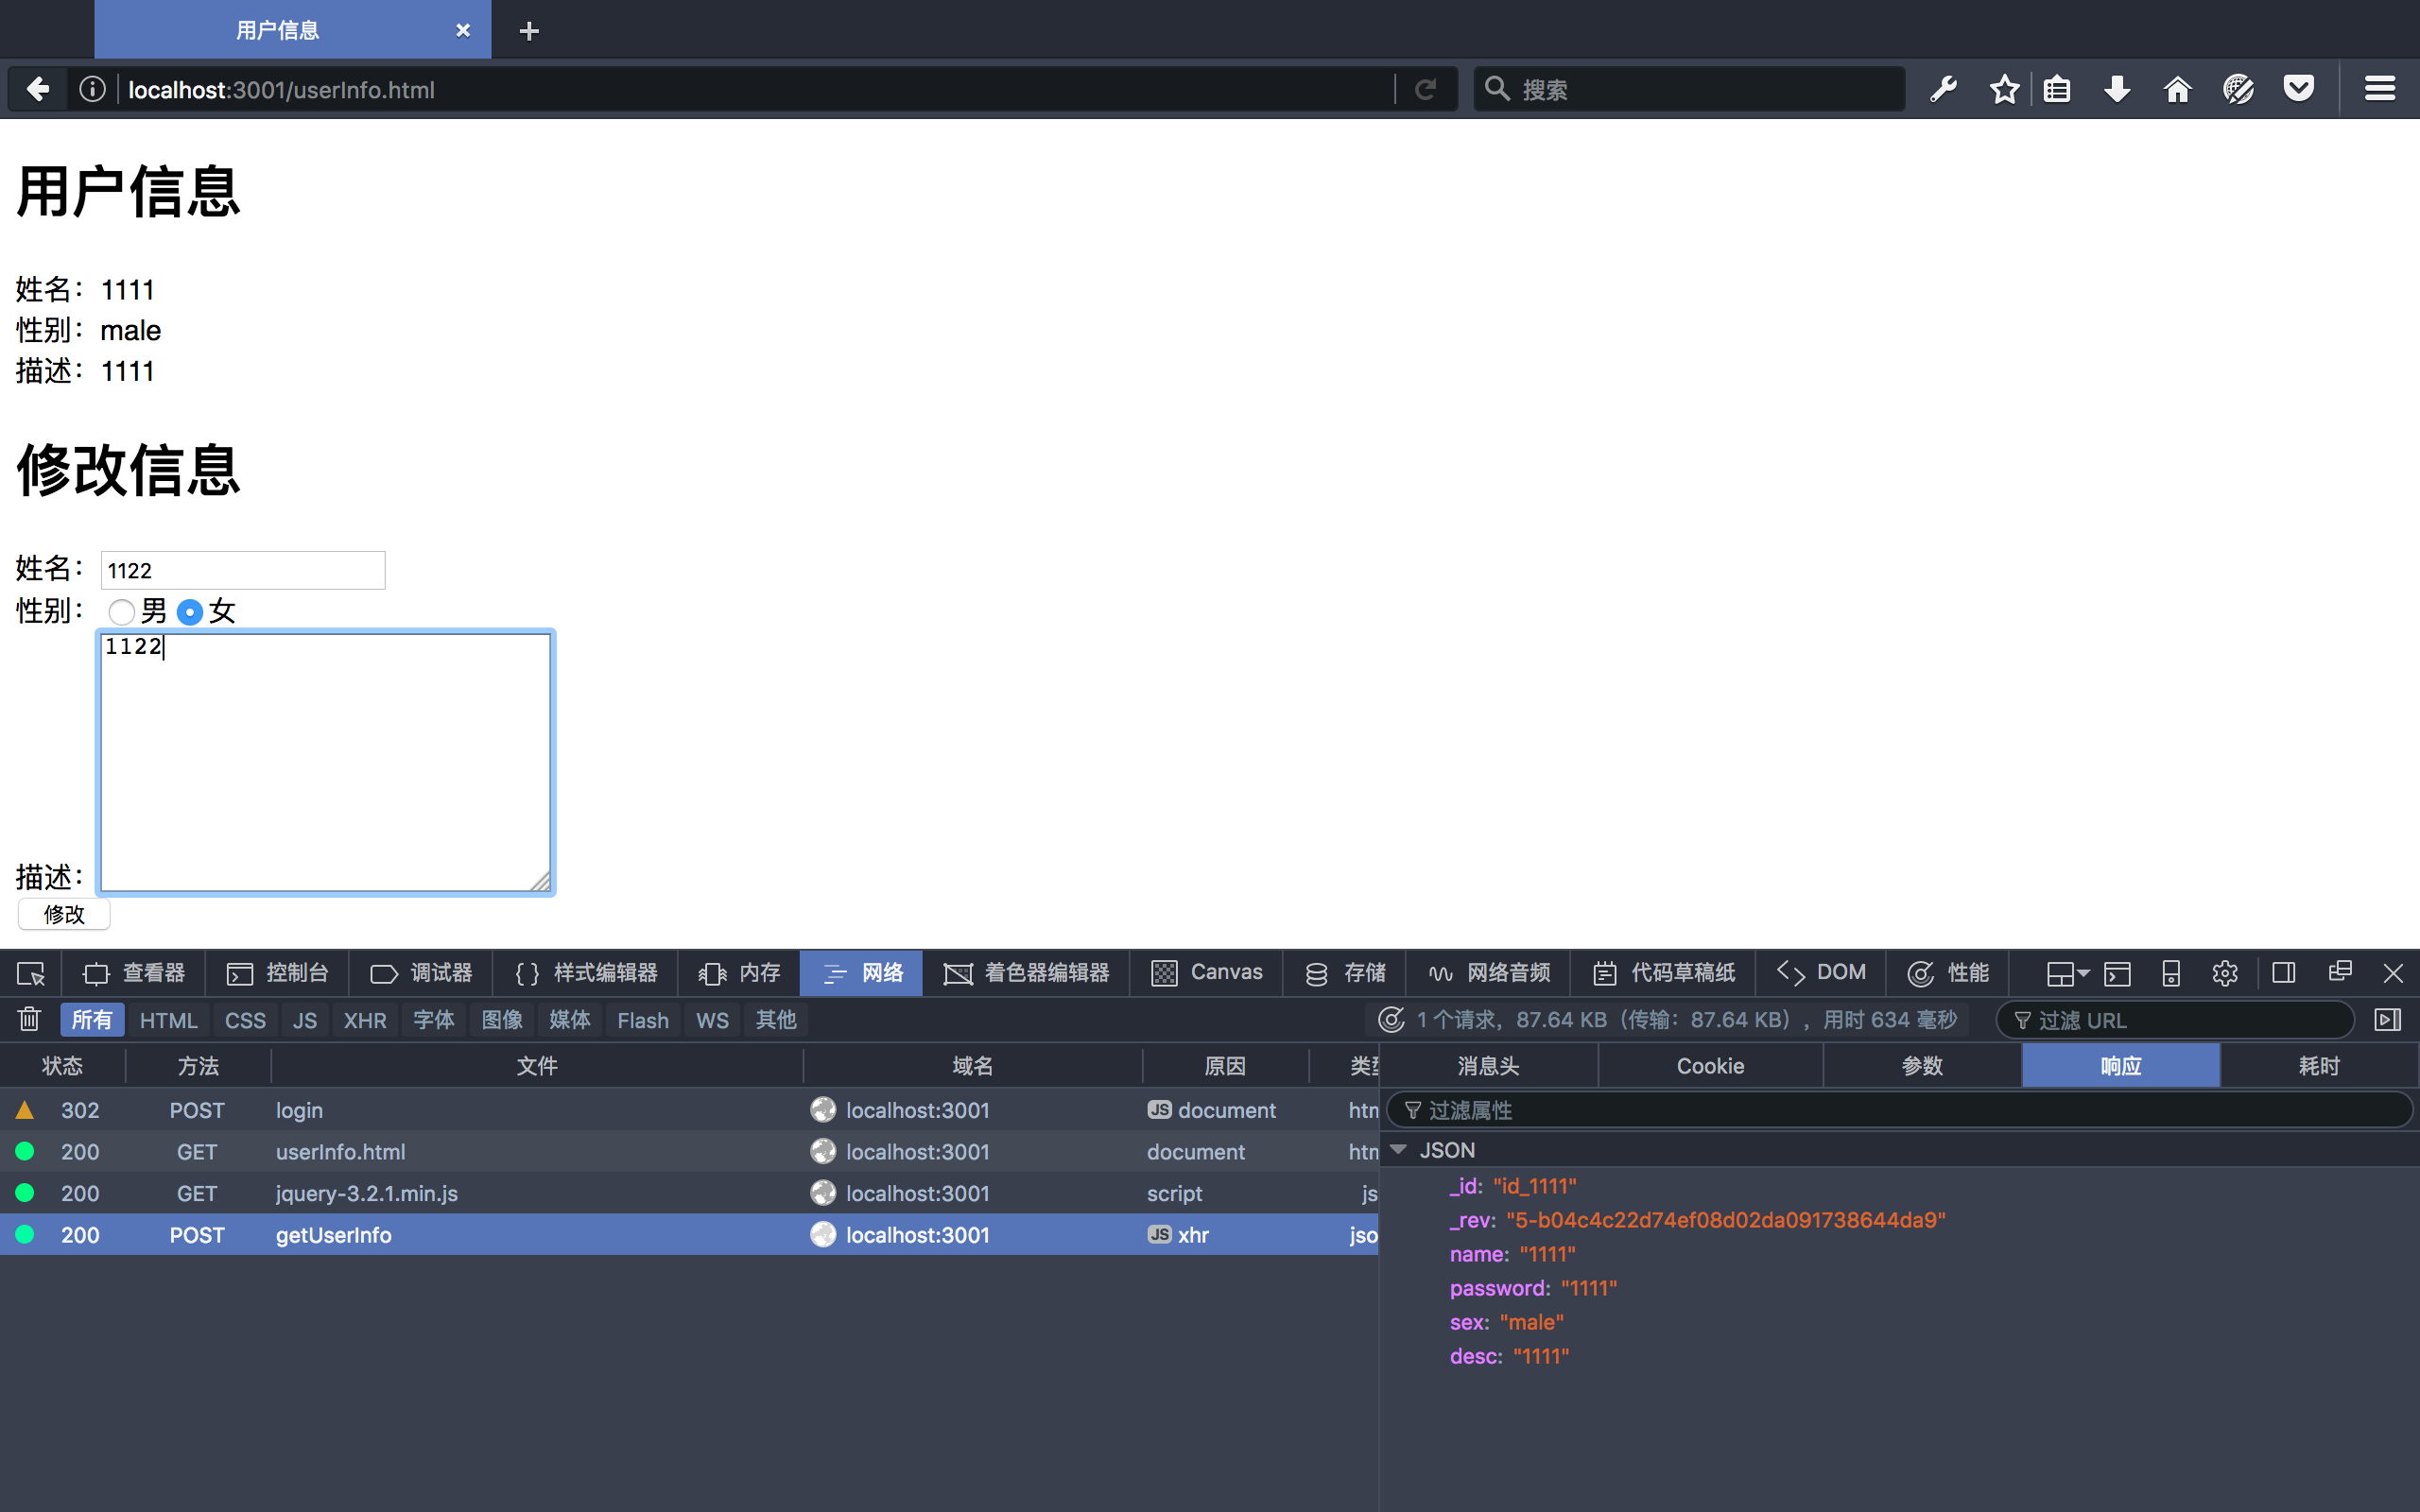 用户信息
localhost:3001/userInfo.html 搜索
用户信息
姓名：1111
性别：male
描述：1111
修改信息
姓名：1122
性别：男 女
1122
描述：
修改
查看器 控制台 调试器 样式编辑器 内存 网络 着色器编辑器 Canvas 存储 网络音频 代码草稿纸 DOM 性能
所有 HTML CSS JS XHR 字体 图像 媒体 Flash WS 其他 1 个请求，87.64 KB（传输：87.64 KB），用时 634 毫秒 过滤 URL
状态 方法 文件 域名 原因 类型 消息头 Cookie 参数 响应 耗时
302 POST login localhost:3001 JS document htm 过滤属性
200 GET userInfo.html localhost:3001 document htm JSON
200 GET jquery-3.2.1.min.js localhost:3001 script js _id: "id_1111"
200 POST getUserInfo localhost:3001 JS xhr jso _rev: "5-b04c4c22d74ef08d02da091738644da9"
name: "1111"
password: "1111"
sex: "male"
desc: "1111"